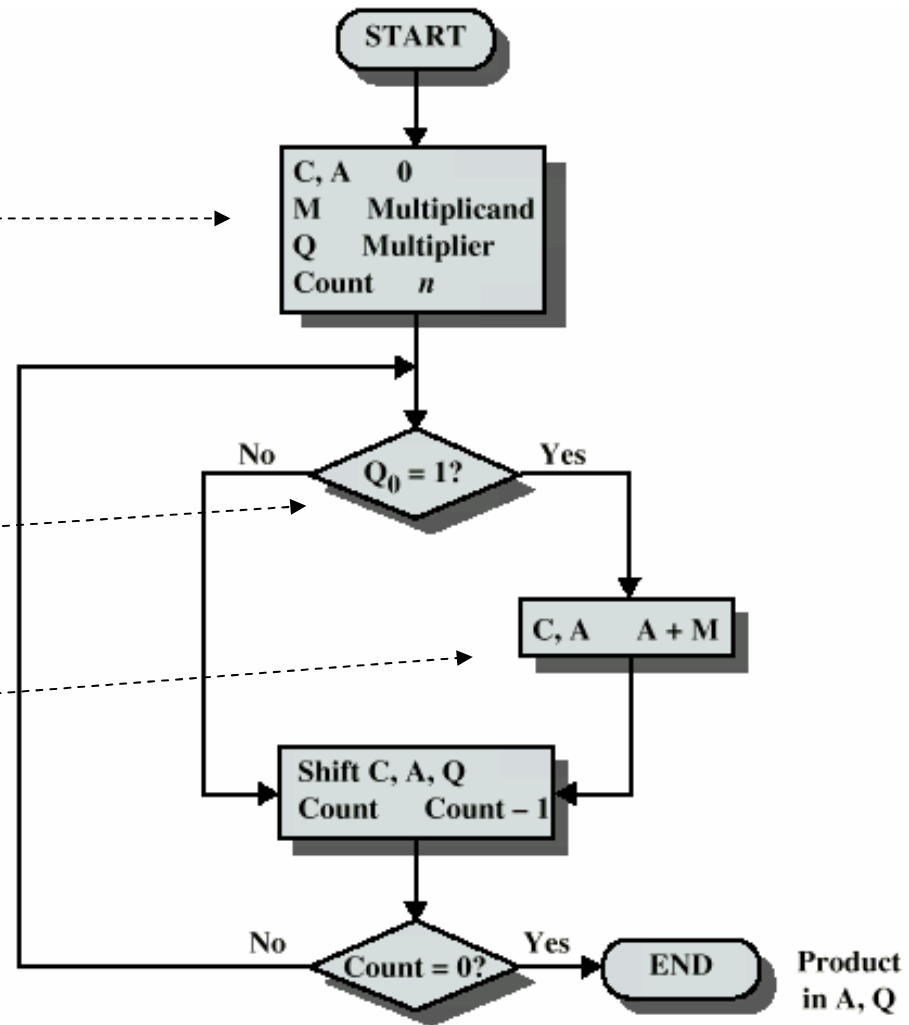 START
C, A 0
M Multiplicand
Q Multiplier
Count n
No
Q0 = 1?
Yes
C, A A + M
Shift C, A, Q
Count Count – 1
No
Count = 0?
Yes
END
Product
in A, Q